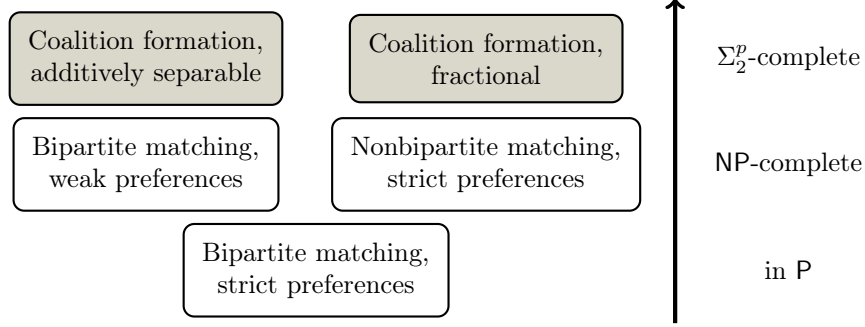 Coalition formation,
additively separable
Coalition formation,
fractional
Σ₂ᵖ-complete
Bipartite matching,
weak preferences
Nonbipartite matching,
strict preferences
NP-complete
Bipartite matching,
strict preferences
in P